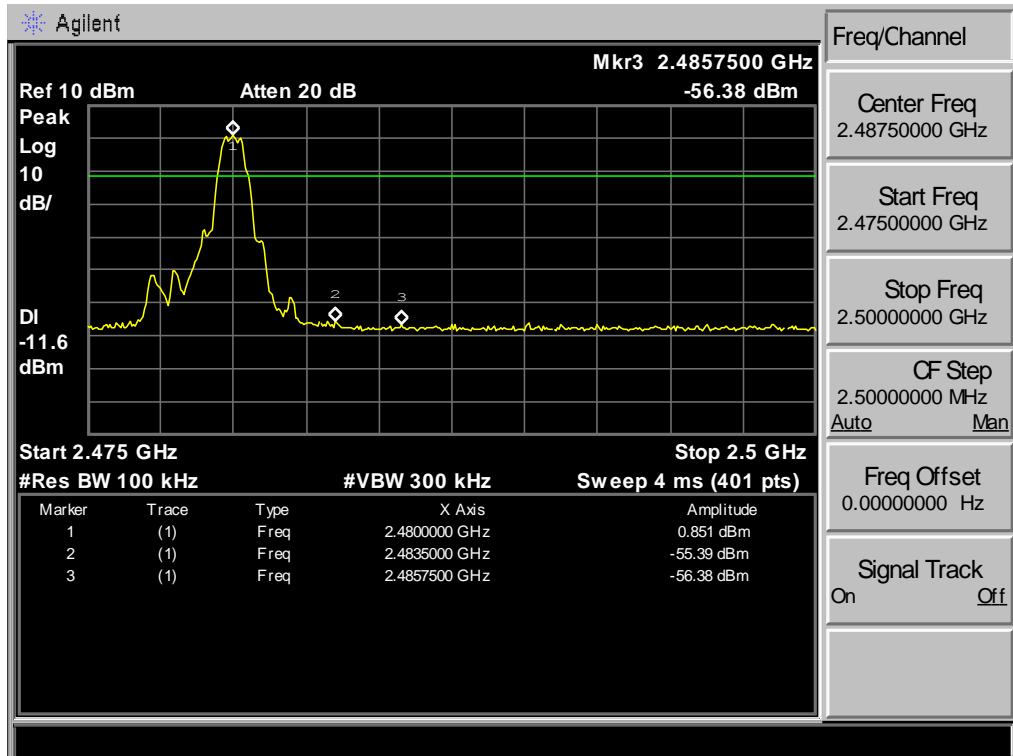 Agilent
Freq/Channel
Mkr3 2.4857500 GHz
Ref 10 dBm Atten 20 dB -56.38 dBm
Peak
Log
10
dB/
1
2
3
DI
-11.6
dBm
Start 2.475 GHz Stop 2.5 GHz
#Res BW 100 kHz #VBW 300 kHz Sweep 4 ms (401 pts)
Marker Trace Type X Axis Amplitude
1 (1) Freq 2.4800000 GHz 0.851 dBm
2 (1) Freq 2.4835000 GHz -55.39 dBm
3 (1) Freq 2.4857500 GHz -56.38 dBm
Center Freq
2.48750000 GHz
Start Freq
2.47500000 GHz
Stop Freq
2.50000000 GHz
CF Step
2.50000000 MHz
Auto Man
Freq Offset
0.00000000 Hz
Signal Track
On Off